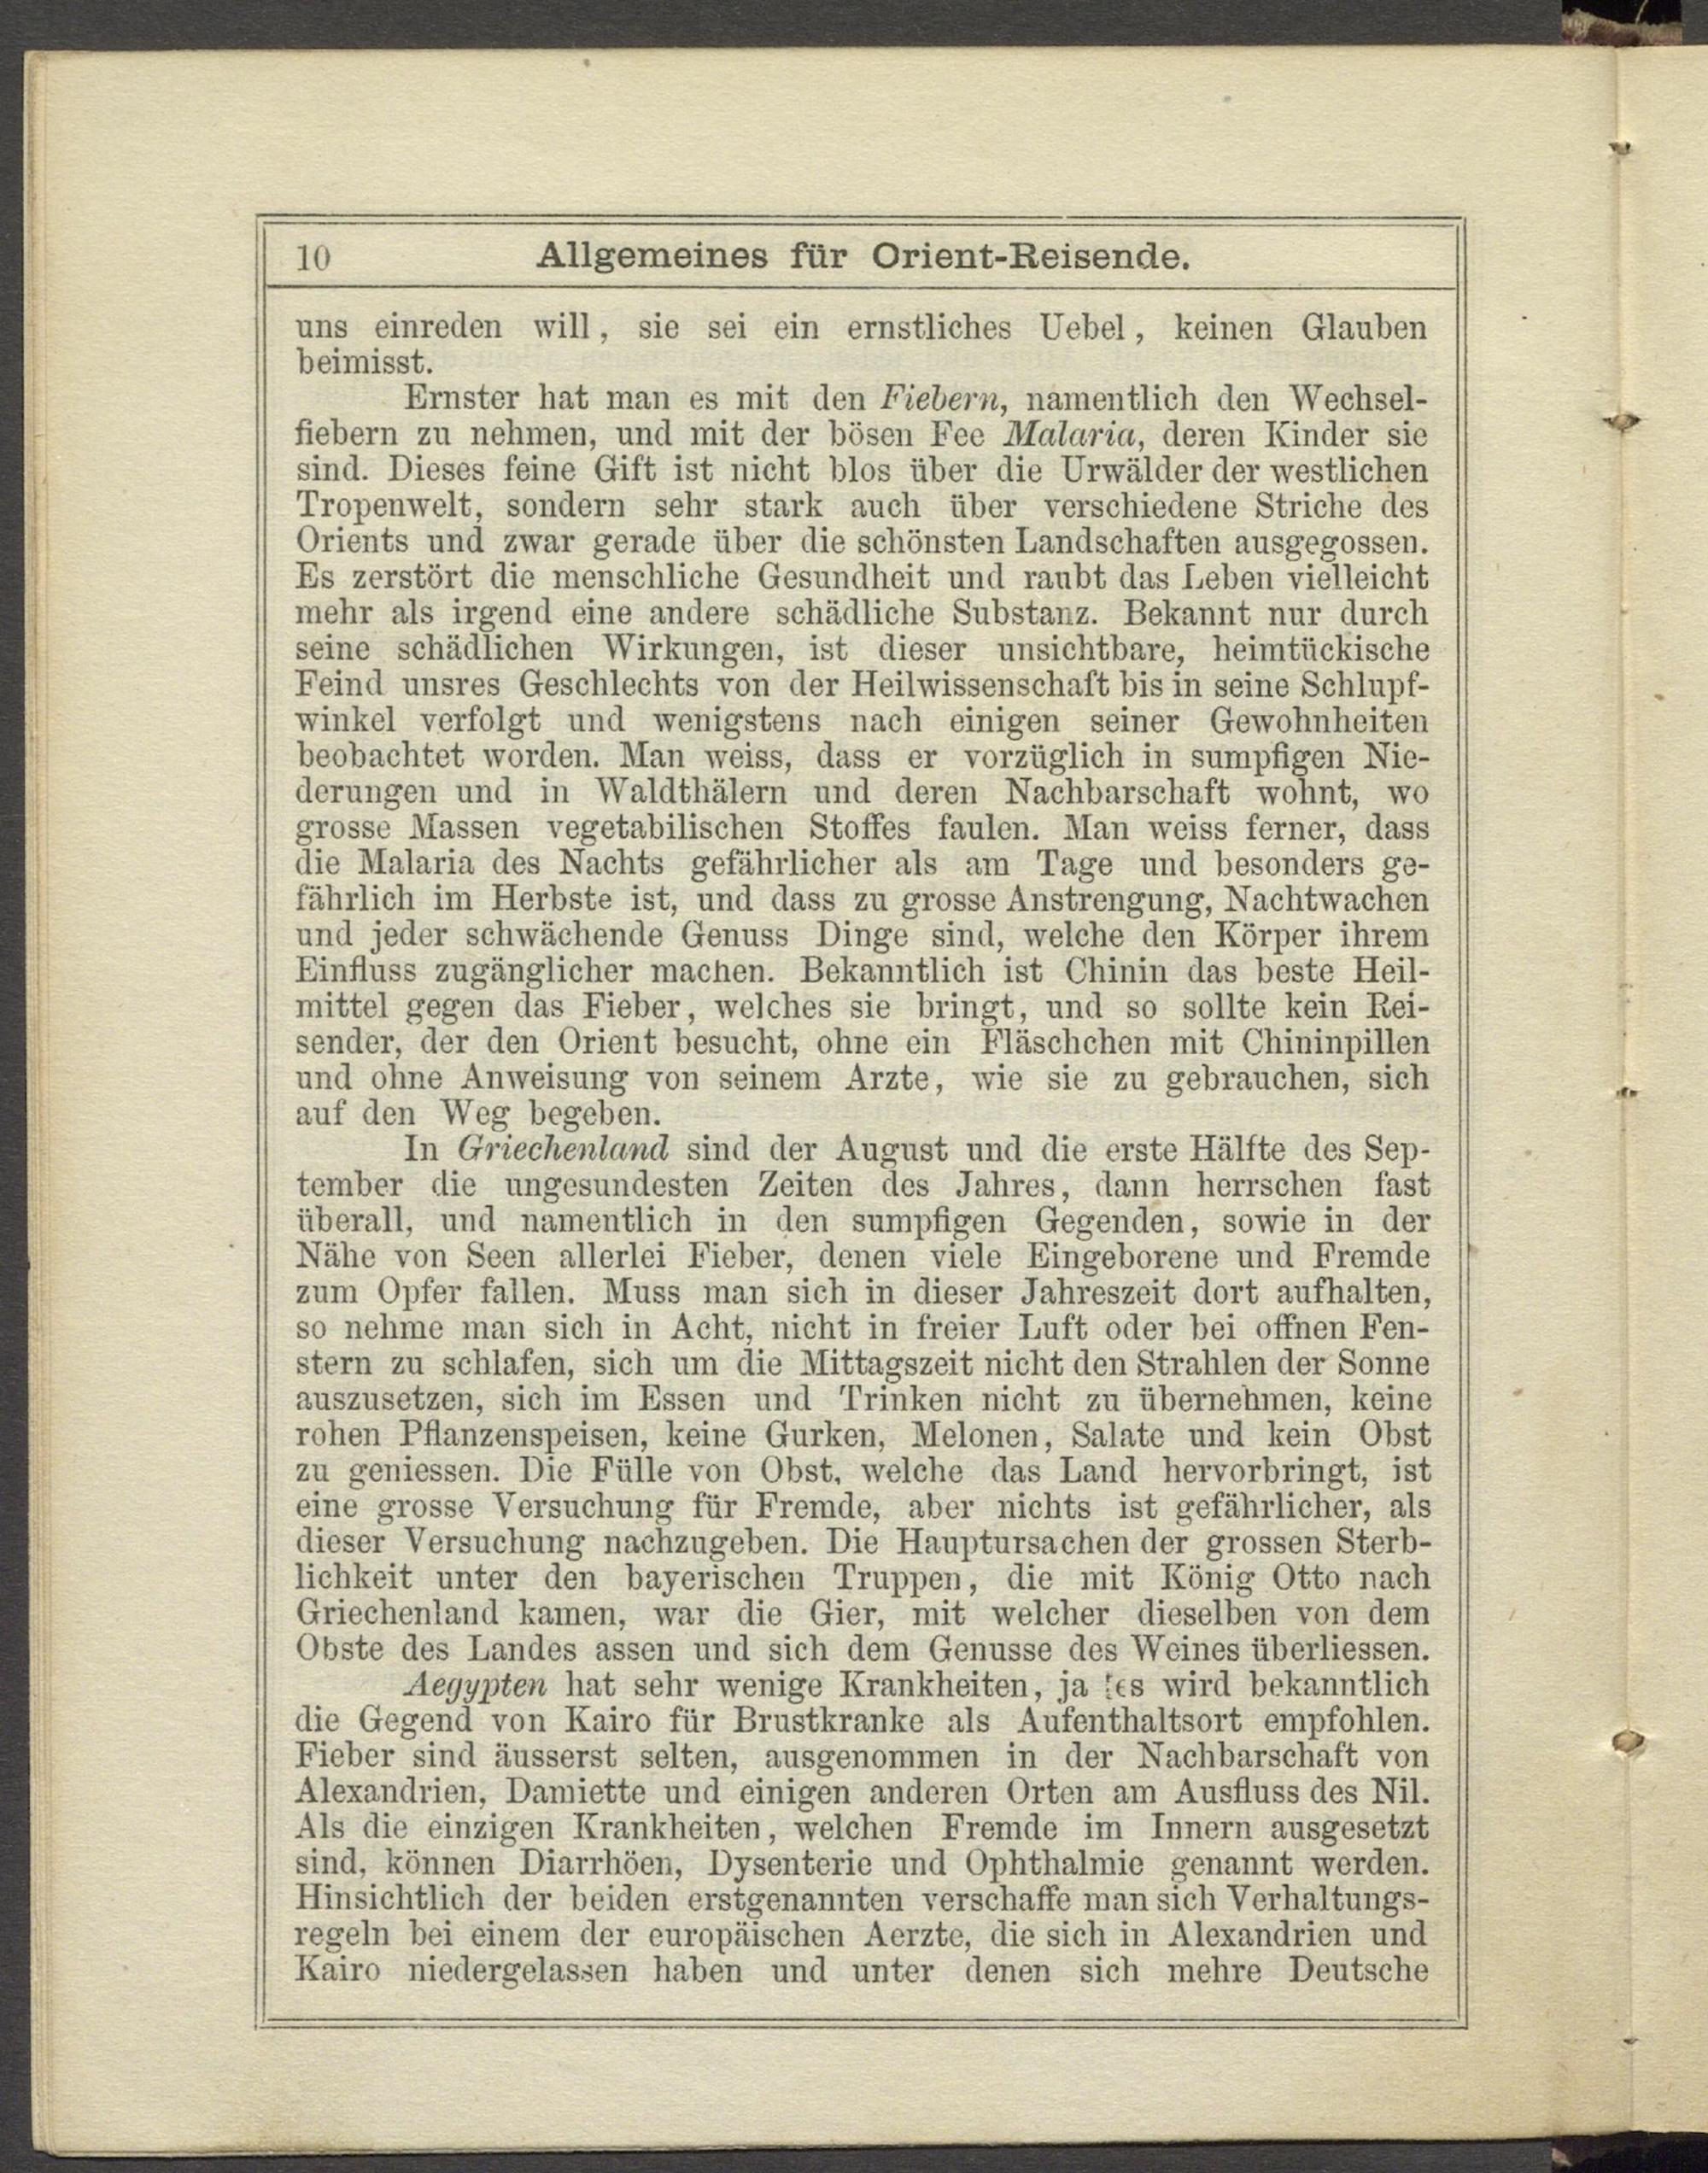 10 Allgemeines für Orient-Reisende.
uns einreden will, sie sei ein ernstliches Uebel, keinen Glauben
beimisst.
Ernster hat man es mit den Fiebern, namentlich den Wechsel-
fiebern zu nehmen, und mit der bösen Fee Malaria, deren Kinder sie
sind. Dieses feine Gift ist nicht blos über die Urwälder der westlichen
Tropenwelt, sondern sehr stark auch über verschiedene Striche des
Orients und zwar gerade über die schönsten Landschaften ausgegossen.
Es zerstört die menschliche Gesundheit und raubt das Leben vielleicht
mehr als irgend eine andere schädliche Substanz. Bekannt nur durch
seine schädlichen Wirkungen, ist dieser unsichtbare, heimtückische
Feind unsres Geschlechts von der Heilwissenschaft bis in seine Schlupf-
winkel verfolgt und wenigstens nach einigen seiner Gewohnheiten
beobachtet worden. Man weiss, dass er vorzüglich in sumpfigen Nie-
derungen und in Waldthälern und deren Nachbarschaft wohnt, wo
grosse Massen vegetabilischen Stoffes faulen. Man weiss ferner, dass
die Malaria des Nachts gefährlicher als am Tage und besonders ge-
fährlich im Herbste ist, und dass zu grosse Anstrengung, Nachtwachen
und jeder schwächende Genuss Dinge sind, welche den Körper ihrem
Einfluss zugänglicher machen. Bekanntlich ist Chinin das beste Heil-
mittel gegen das Fieber, welches sie bringt, und so sollte kein Rei-
sender, der den Orient besucht, ohne ein Fläschchen mit Chininpillen
und ohne Anweisung von seinem Arzte, wie sie zu gebrauchen, sich
auf den Weg begeben.
In Griechenland sind der August und die erste Hälfte des Sep-
tember die ungesundesten Zeiten des Jahres, dann herrschen fast
überall, und namentlich in den sumpfigen Gegenden, sowie in der
Nähe von Seen allerlei Fieber, denen viele Eingeborene und Fremde
zum Opfer fallen. Muss man sich in dieser Jahreszeit dort aufhalten,
so nehme man sich in Acht, nicht in freier Luft oder bei offnen Fen-
stern zu schlafen, sich um die Mittagszeit nicht den Strahlen der Sonne
auszusetzen, sich im Essen und Trinken nicht zu übernehmen, keine
rohen Pflanzenspeisen, keine Gurken, Melonen, Salate und kein Obst
zu geniessen. Die Fülle von Obst, welche das Land hervorbringt, ist
eine grosse Versuchung für Fremde, aber nichts ist gefährlicher, als
dieser Versuchung nachzugeben. Die Hauptursachen der grossen Sterb-
lichkeit unter den bayerischen Truppen, die mit König Otto nach
Griechenland kamen, war die Gier, mit welcher dieselben von dem
Obste des Landes assen und sich dem Genusse des Weines überliessen.
Aegypten hat sehr wenige Krankheiten, ja es wird bekanntlich
die Gegend von Kairo für Brustkranke als Aufenthaltsort empfohlen.
Fieber sind äusserst selten, ausgenommen in der Nachbarschaft von
Alexandrien, Damiette und einigen anderen Orten am Ausfluss des Nil.
Als die einzigen Krankheiten, welchen Fremde im Innern ausgesetzt
sind, können Diarrhöen, Dysenterie und Ophthalmie genannt werden.
Hinsichtlich der beiden erstgenannten verschaffe man sich Verhaltungs-
regeln bei einem der europäischen Aerzte, die sich in Alexandrien und
Kairo niedergelassen haben und unter denen sich mehre Deutsche